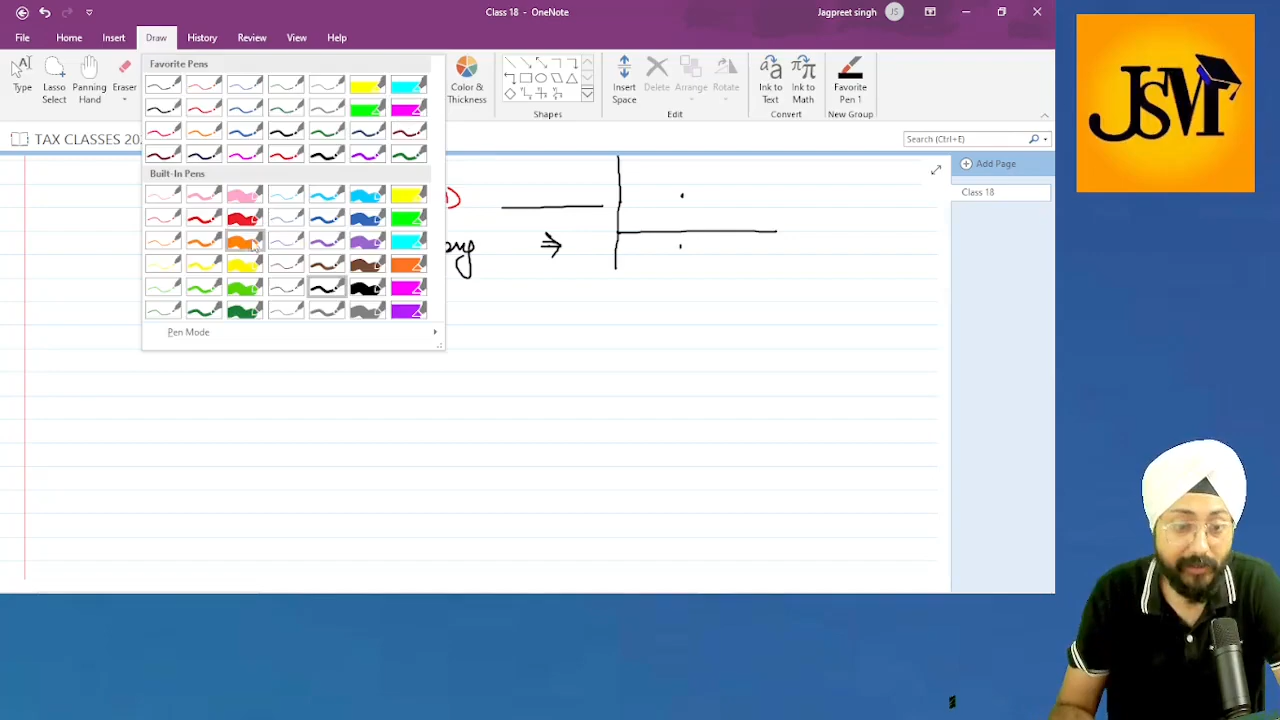 Class 18 - OneNote
Jagpreet singh JS
File Home Insert Draw History Review View Help
Type
Lasso Select
Panning Hand
Eraser
Favorite Pens
Built-In Pens
Pen Mode
Color & Thickness
Shapes
Insert Space
Delete
Arrange
Rotate
Edit
Ink to Text
Ink to Math
Convert
Favorite Pen 1
New Group
TAX CLASSES 20
Search (Ctrl+E)
Add Page
Class 18
JSM